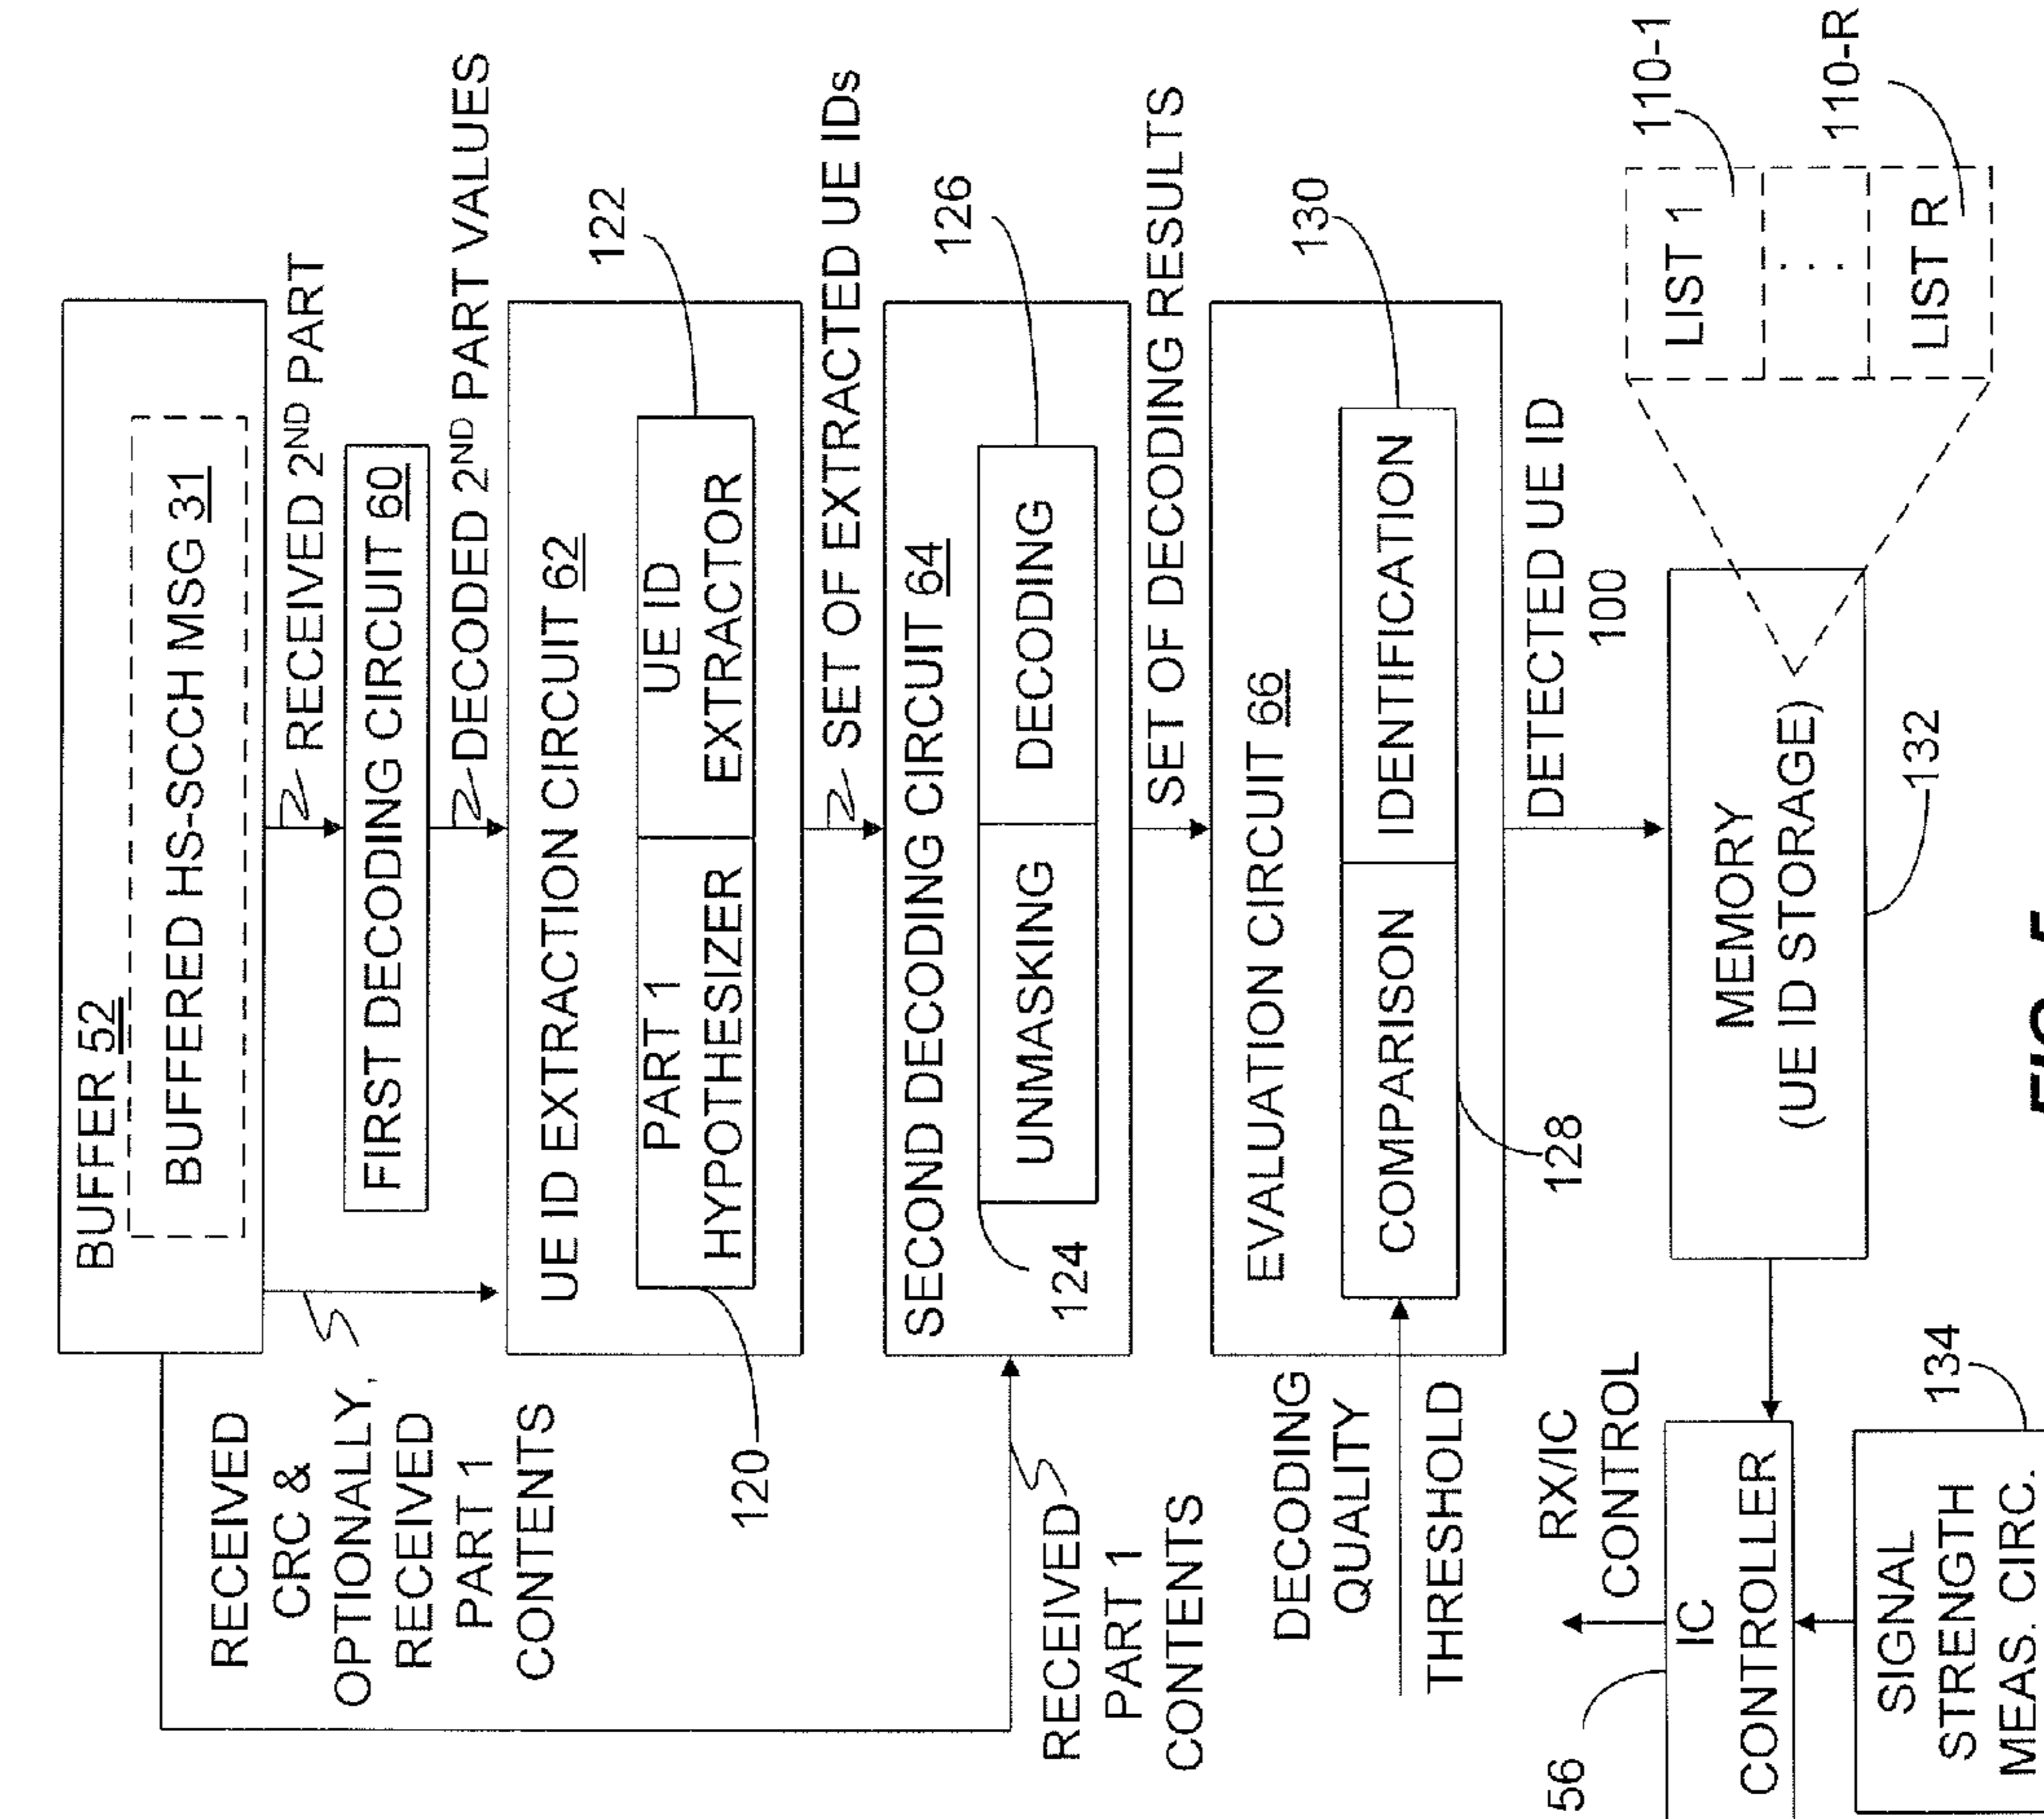 BUFFER 52
BUFFERED HS-SCCH MSG 31
RECEIVED 2ND PART
RECEIVED
CRC &
OPTIONALLY,
RECEIVED
PART 1
CONTENTS
FIRST DECODING CIRCUIT 60
DECODED 2ND PART VALUES
UE ID EXTRACTION CIRCUIT 62
PART 1
HYPOTHESIZER
UE ID
EXTRACTOR
120
122
SET OF EXTRACTED UE IDs
SECOND DECODING CIRCUIT 64
UNMASKING
DECODING
124
126
RECEIVED
PART 1
CONTENTS
SET OF DECODING RESULTS
EVALUATION CIRCUIT 66
COMPARISON
IDENTIFICATION
128
130
DECODING
QUALITY
THRESHOLD
DETECTED UE ID
100
MEMORY
(UE ID STORAGE)
132
LIST 1
LIST R
110-1
110-R
RX/IC
CONTROL
IC
CONTROLLER
56
SIGNAL
STRENGTH
MEAS. CIRC.
134